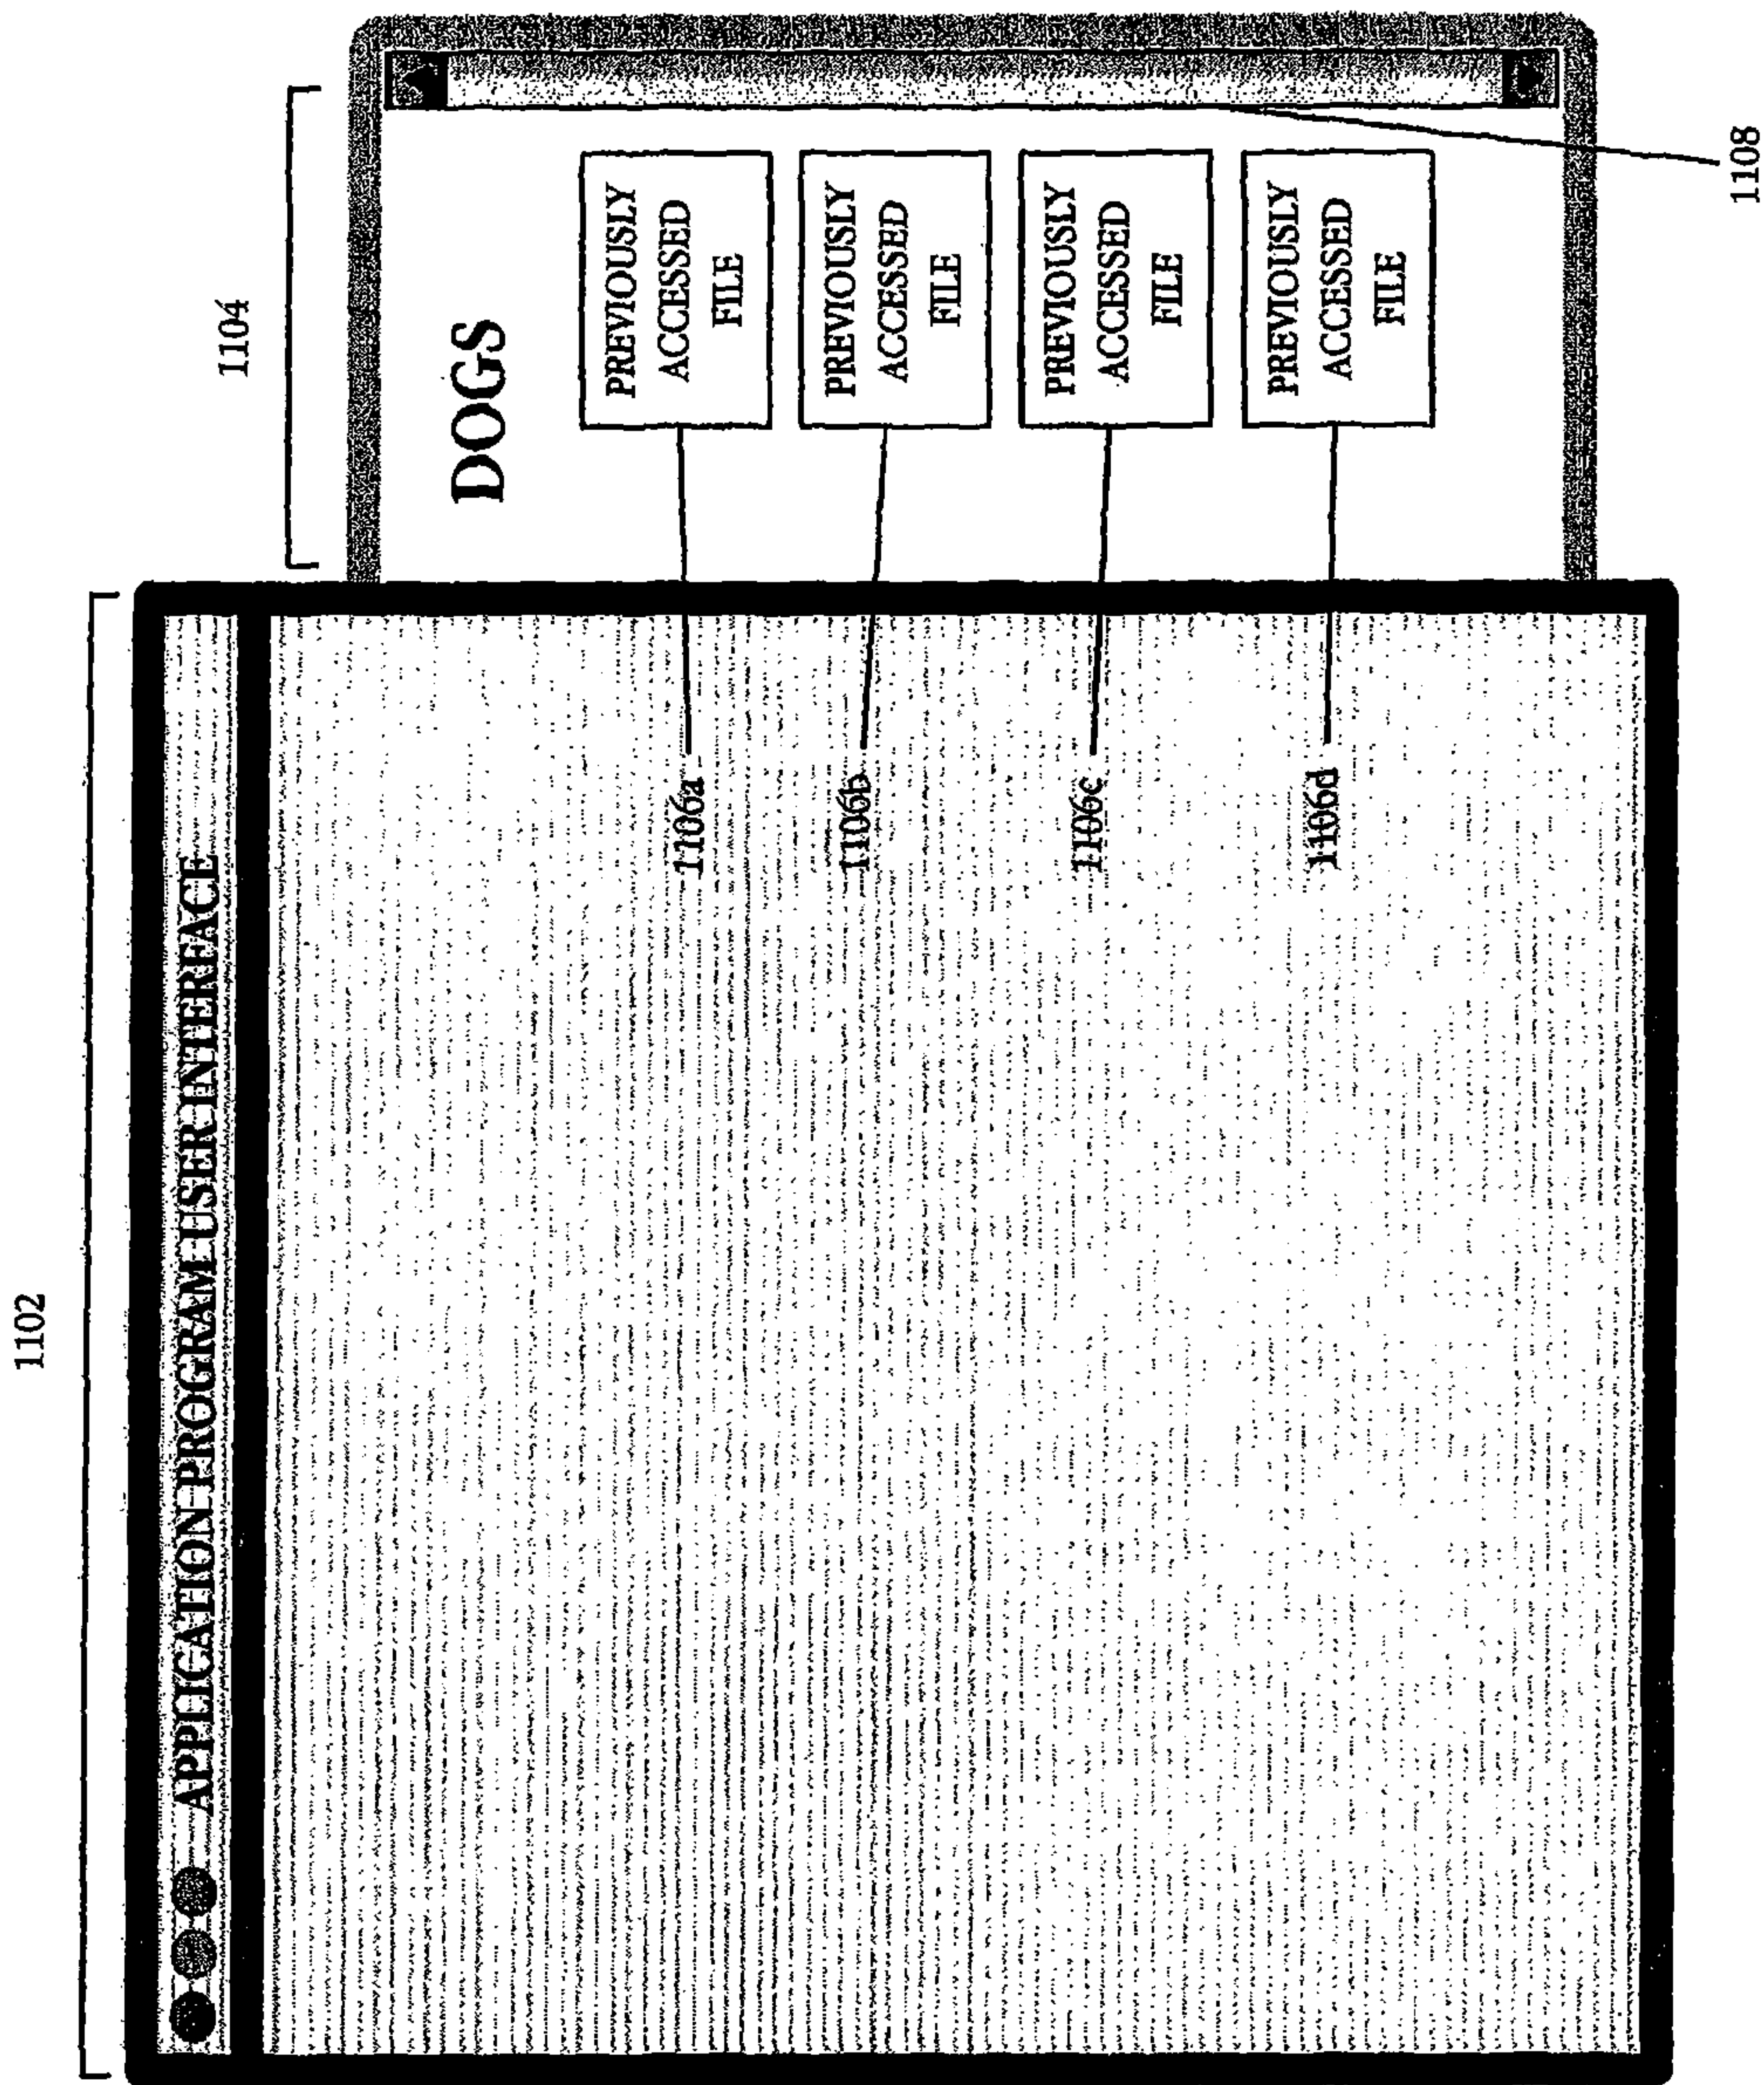 1102
1104
APPLICATION PROGRAM USER INTERFACE
DOGS
PREVIOUSLY
ACCESSED
FILE
1106a
PREVIOUSLY
ACCESSED
FILE
1106b
PREVIOUSLY
ACCESSED
FILE
1106c
PREVIOUSLY
ACCESSED
FILE
1106d
1108